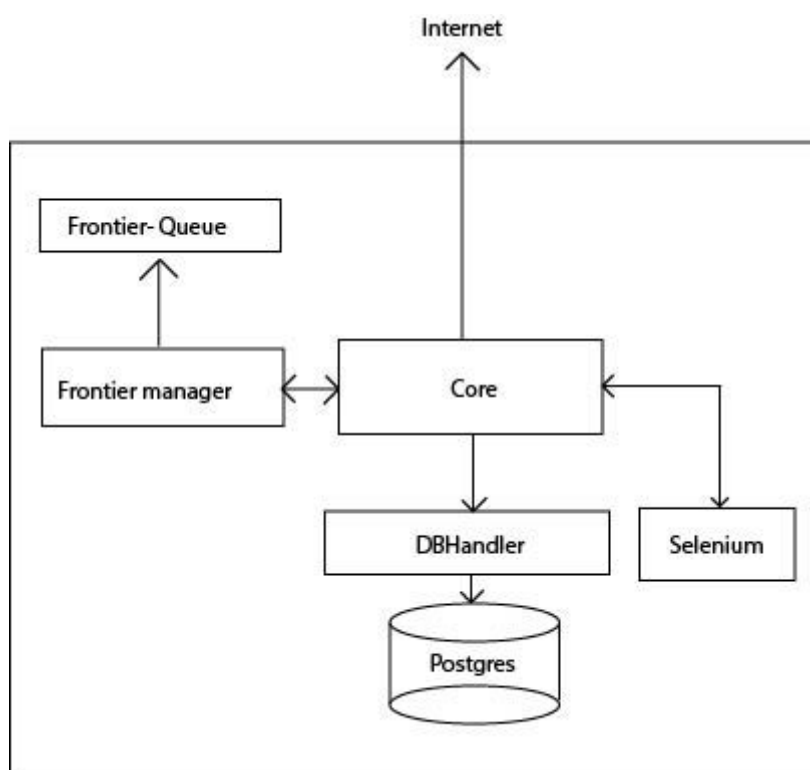 Internet
Frontier- Queue
Frontier manager
Core
DBHandler
Selenium
Postgres